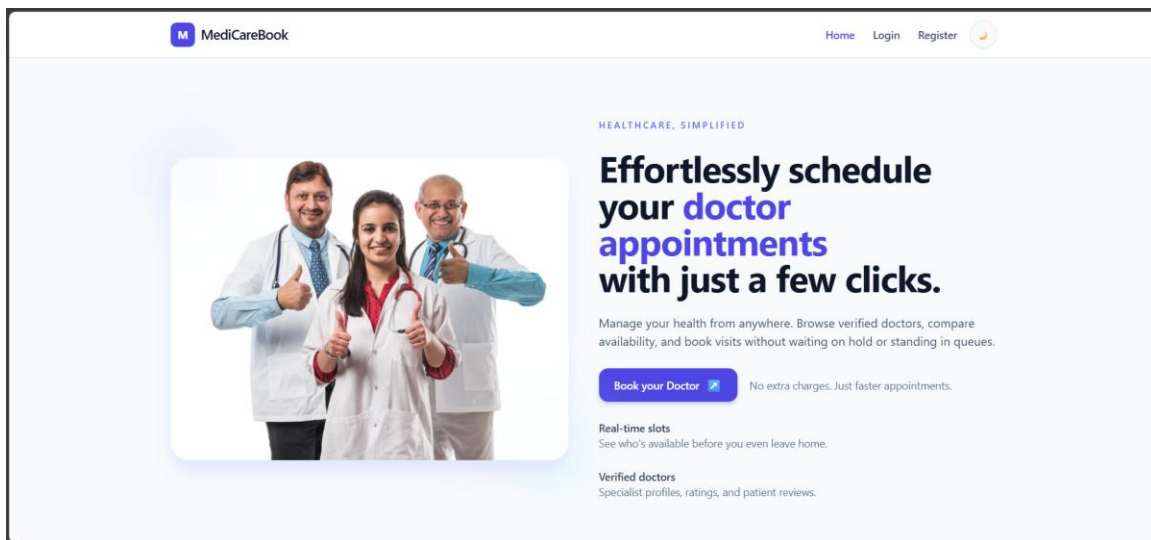 M MediCareBook
Home Login Register
HEALTHCARE, SIMPLIFIED
Effortlessly schedule
your doctor
appointments
with just a few clicks.
Manage your health from anywhere. Browse verified doctors, compare
availability, and book visits without waiting on hold or standing in queues.
Book your Doctor
No extra charges. Just faster appointments.
Real-time slots
See who's available before you even leave home.
Verified doctors
Specialist profiles, ratings, and patient reviews.